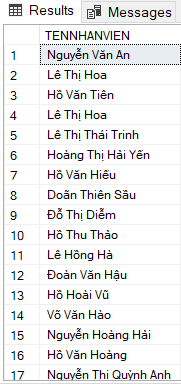 Results Messages
TENNHANVIEN
1 Nguyễn Văn An
2 Lê Thị Hoa
3 Hồ Văn Tiên
4 Lê Thị Hoa
5 Lê Thị Thái Trinh
6 Hoàng Thị Hải Yến
7 Hồ Văn Hiếu
8 Doãn Thiên Sầu
9 Đỗ Thị Diễm
10 Hồ Thu Thảo
11 Lê Hồng Hà
12 Đoàn Văn Hậu
13 Hồ Hoài Vũ
14 Võ Văn Hào
15 Nguyễn Hoàng Hải
16 Hồ Văn Hoàng
17 Nguyễn Thị Quỳnh Anh